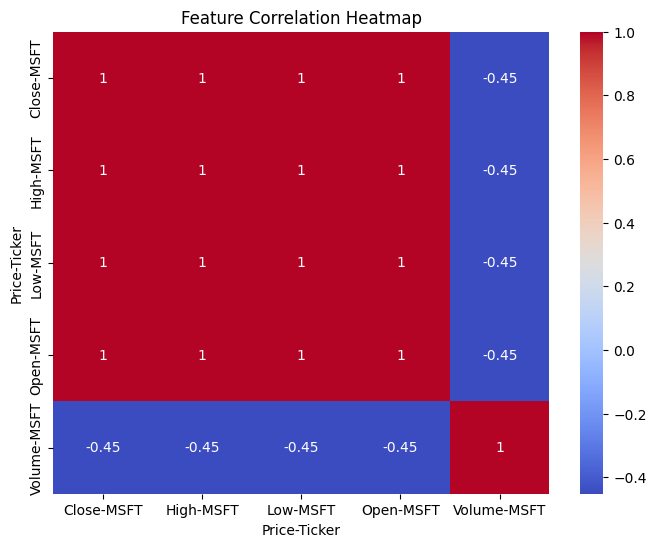 Feature Correlation Heatmap
Price-Ticker
Close-MSFT
1 1 1 1 -0.45
High-MSFT
1 1 1 1 -0.45
Low-MSFT
1 1 1 1 -0.45
Open-MSFT
1 1 1 1 -0.45
Volume-MSFT
-0.45 -0.45 -0.45 -0.45 1
Close-MSFT High-MSFT Low-MSFT Open-MSFT Volume-MSFT
Price-Ticker
1.0
0.8
0.6
0.4
0.2
0.0
−0.2
−0.4